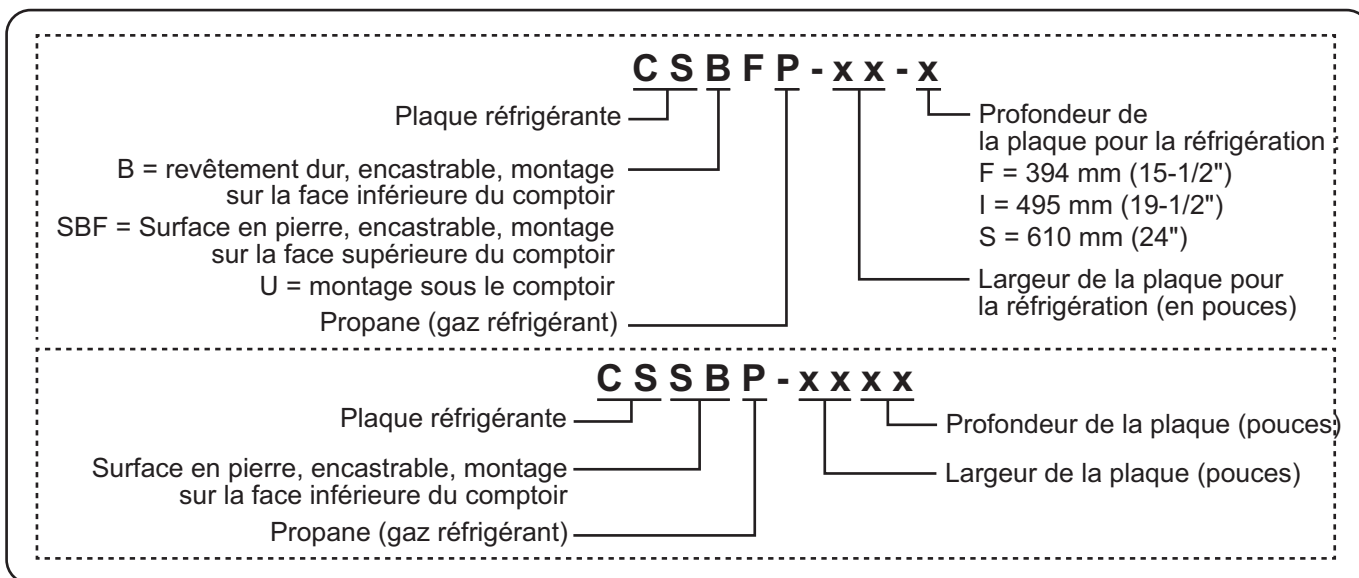 C S B F P - x x - x
Plaque réfrigérante
B = revêtement dur, encastrable, montage
sur la face inférieure du comptoir
SBF = Surface en pierre, encastrable, montage
sur la face supérieure du comptoir
U = montage sous le comptoir
Propane (gaz réfrigérant)
Profondeur de
la plaque pour la réfrigération :
F = 394 mm (15-1/2")
I = 495 mm (19-1/2")
S = 610 mm (24")
Largeur de la plaque pour
la réfrigération (en pouces)
C S S B P - x x x x
Plaque réfrigérante
Surface en pierre, encastrable, montage
sur la face inférieure du comptoir
Propane (gaz réfrigérant)
Profondeur de la plaque (pouces)
Largeur de la plaque (pouces)